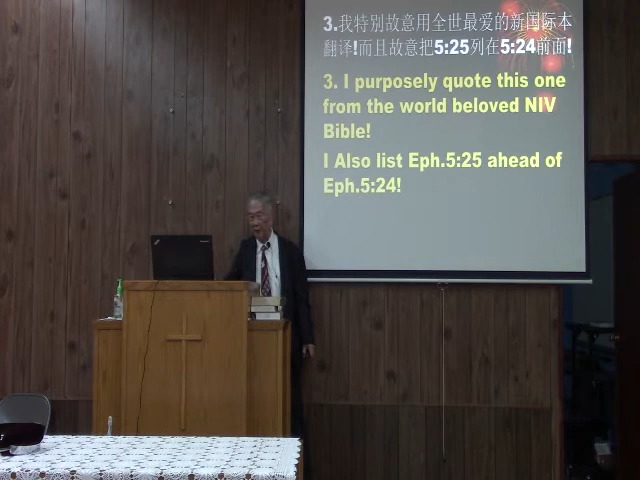 3.我特别故意用全世最爱的新国际本
翻译!而且故意把5:25列在5:24前面!
3. I purposely quote this one
from the world beloved NIV
Bible!
I Also list Eph.5:25 ahead of
Eph.5:24!